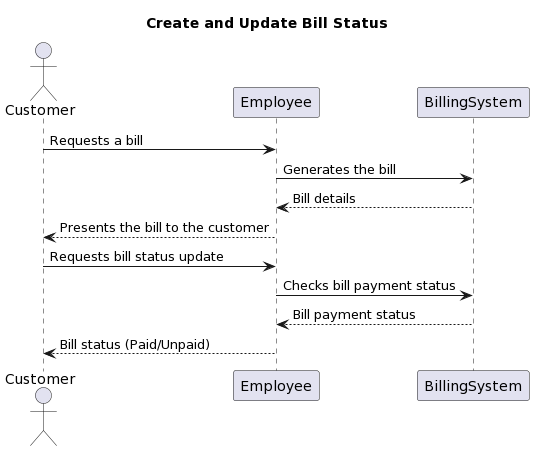 Create and Update Bill Status
Customer
Employee
BillingSystem
Requests a bill
Generates the bill
Bill details
Presents the bill to the customer
Requests bill status update
Checks bill payment status
Bill payment status
Bill status (Paid/Unpaid)
Customer
Employee
BillingSystem